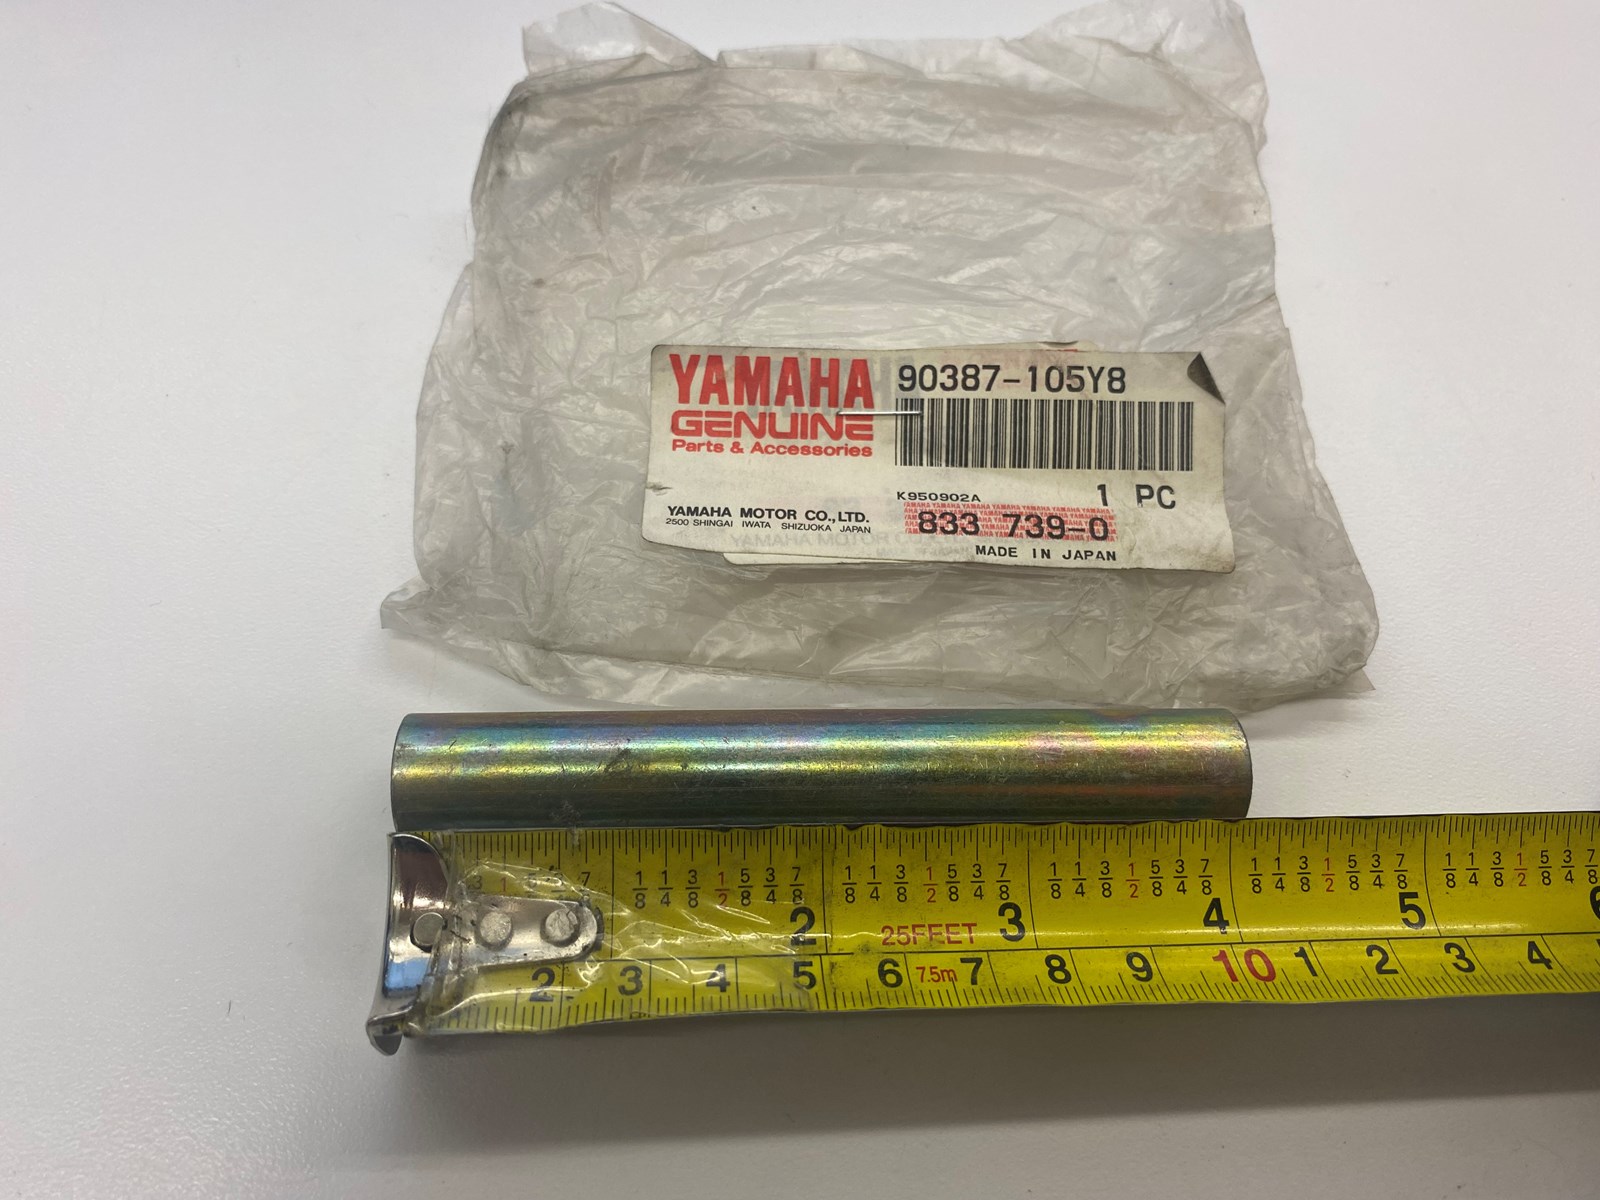 YAMAHA
GENUINE
Parts & Accessories
90387-105Y8
K950902A
1 PC
YAMAHA MOTOR CO.,LTD.
2500 SHINGAI IWATA SHIZUOKA JAPAN
833 739-0
MADE IN JAPAN
1/8 1/4 3/8 1/2 5/8 3/4 7/8 1/8 1/4 3/8 1/2 5/8 3/4 7/8 1/8 1/4 3/8 1/2 5/8 3/4 7/8 1/8 1/4 3/8 1/2 5/8 3/4 7/8 1/8 1/4 3/8 1/2 5/8 3/4 7/8
2 25FEET 3 4 5 6
2 3 4 5 6 7.5m 7 8 9 10 1 2 3 4